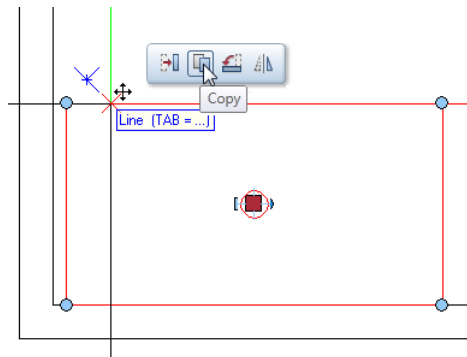 Copy
Line (TAB = ...)